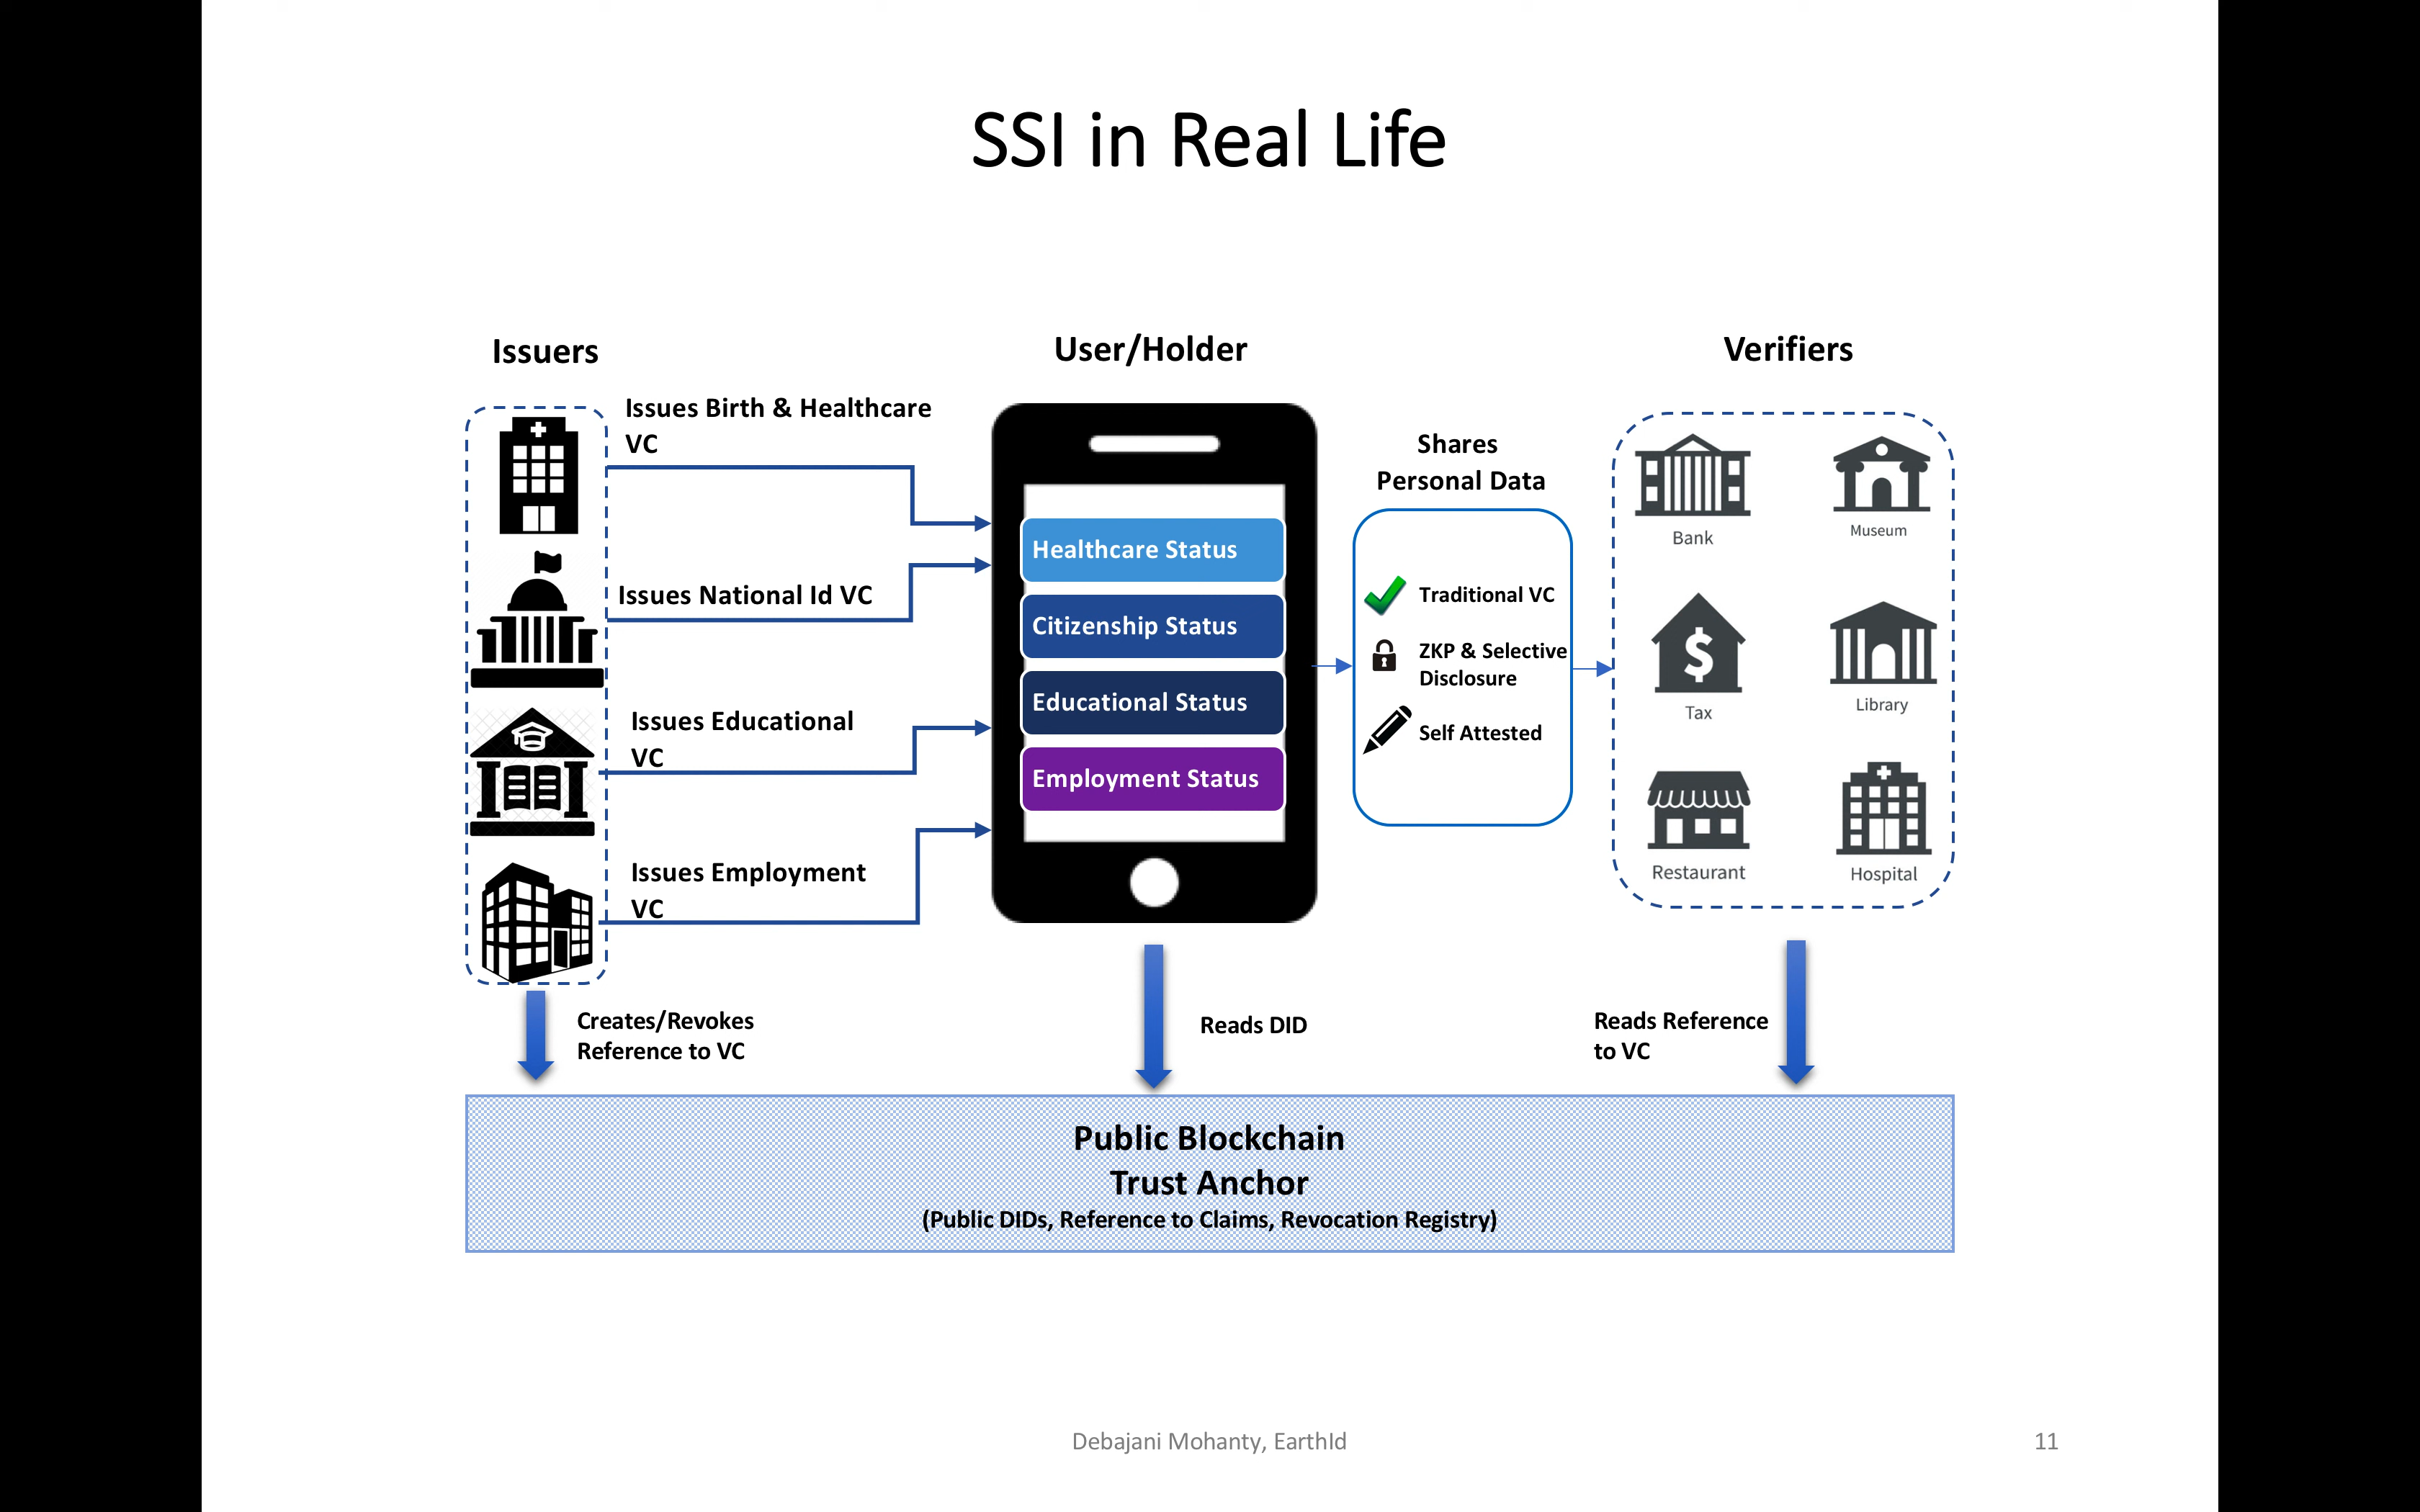 SSI in Real Life
Issuers
User/Holder
Verifiers
Issues Birth & Healthcare
VC
Issues National Id VC
Issues Educational
VC
Issues Employment
VC
Healthcare Status
Citizenship Status
Educational Status
Employment Status
Shares
Personal Data
Traditional VC
ZKP & Selective
Disclosure
Self Attested
Bank
Museum
Tax
Library
Restaurant
Hospital
Creates/Revokes
Reference to VC
Reads DID
Reads Reference
to VC
Public Blockchain
Trust Anchor
(Public DIDs, Reference to Claims, Revocation Registry)
Debajani Mohanty, EarthId
11